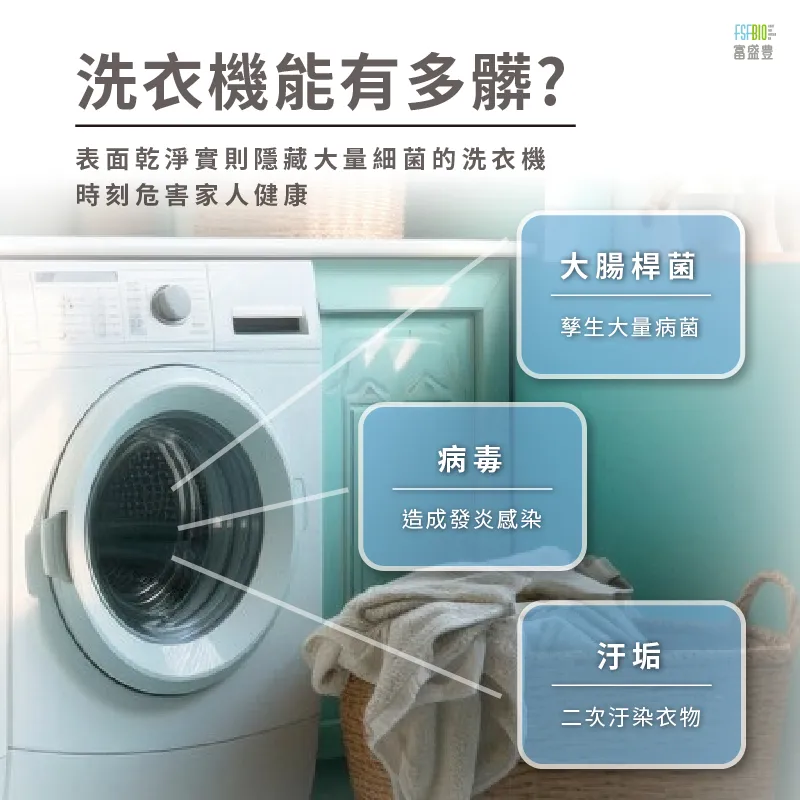 FSFBIO
富盛豐
洗衣機能有多髒?
表面乾淨實則隱藏大量細菌的洗衣機
時刻危害家人健康
大腸桿菌
孳生大量病菌
病毒
造成發炎感染
汙垢
二次汙染衣物